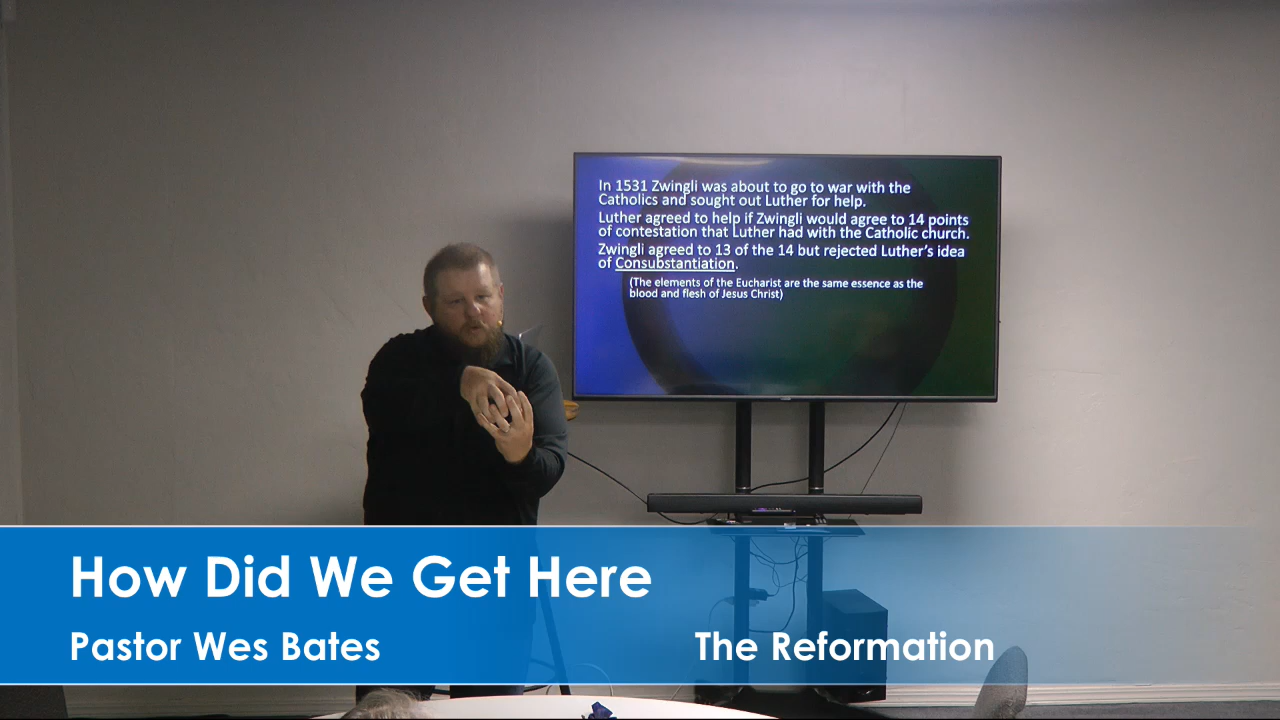 In 1531 Zwingli was about to go to war with the
Catholics and sought out Luther for help.
Luther agreed to help if Zwingli would agree to 14 points
of contestation that Luther had with the Catholic church.
Zwingli agreed to 13 of the 14 but rejected Luther's idea
of Consubstantiation.
(The elements of the Eucharist are the same essence as the
blood and flesh of Jesus Christ)
How Did We Get Here
Pastor Wes Bates The Reformation